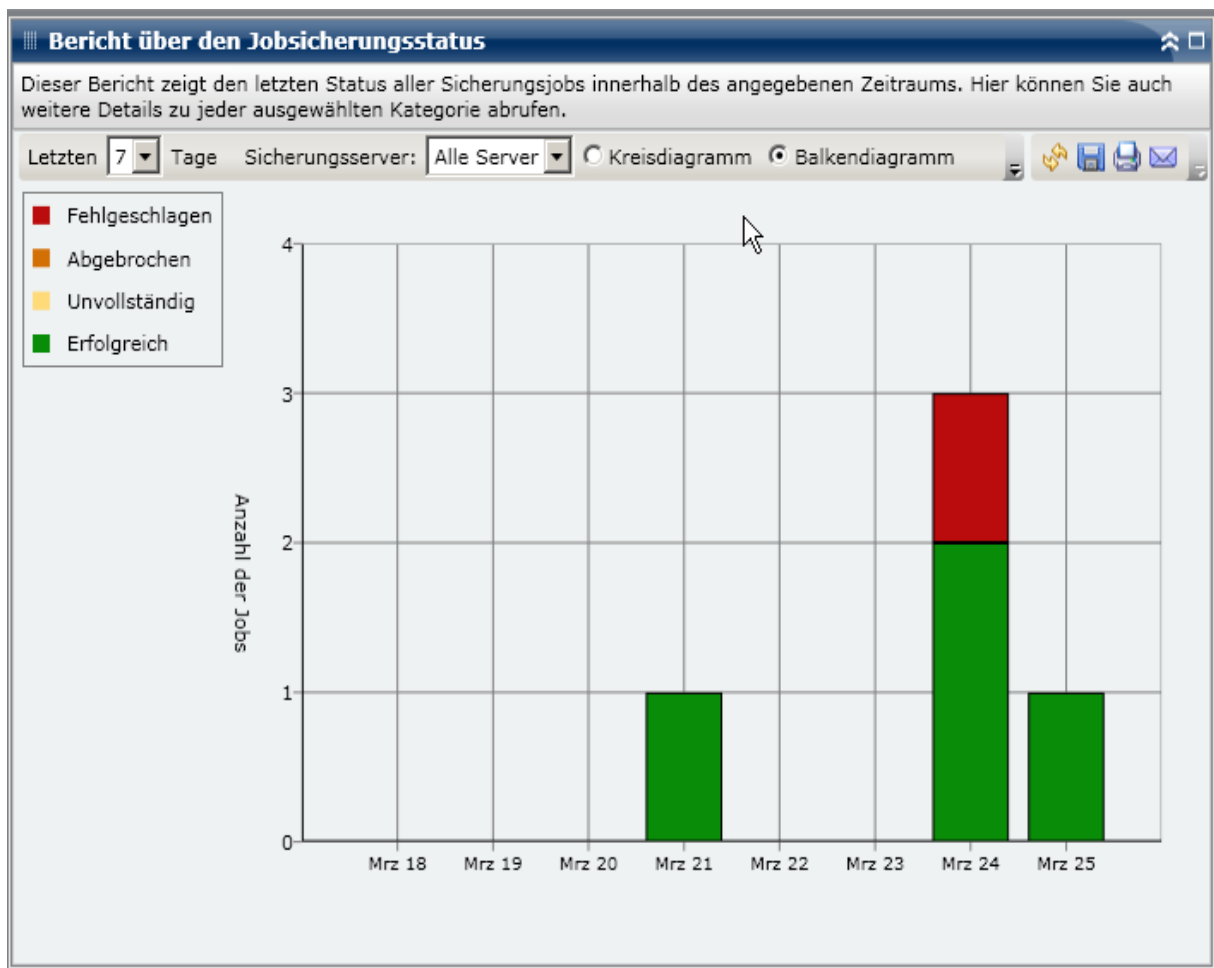 Bericht über den Jobsicherungsstatus
Dieser Bericht zeigt den letzten Status aller Sicherungsjobs innerhalb des angegebenen Zeitraums. Hier können Sie auch
weitere Details zu jeder ausgewählten Kategorie abrufen.
Letzten 7 Tage Sicherungsserver: Alle Server Kreisdiagramm Balkendiagramm
Fehlgeschlagen
Abgebrochen
Unvollständig
Erfolgreich
Anzahl der Jobs
4
3
2
1
0
Mrz 18 Mrz 19 Mrz 20 Mrz 21 Mrz 22 Mrz 23 Mrz 24 Mrz 25